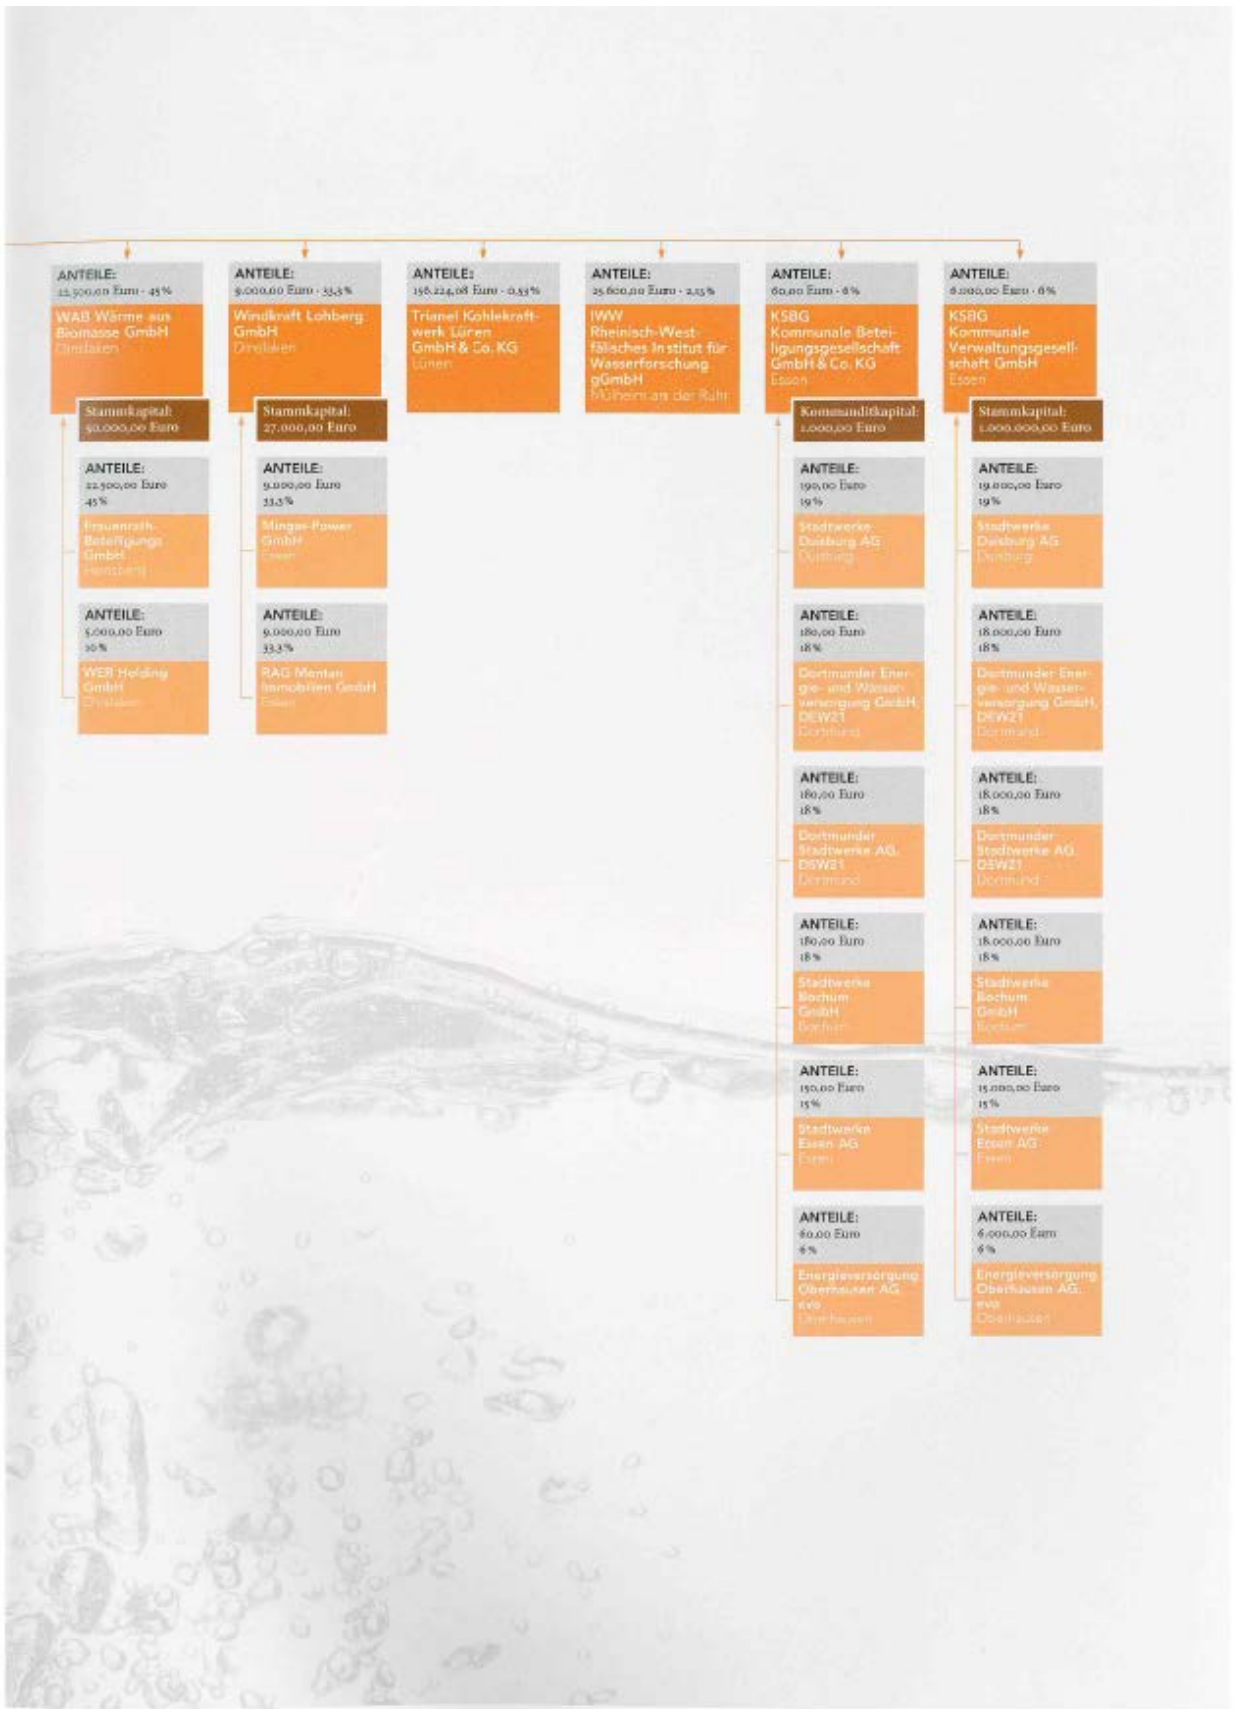 ANTEILE:
22.500,00 Euro - 45%
WAB Wärme aus
Biomasse GmbH
Dinslaken
Stammkapital:
50.000,00 Euro
ANTEILE:
22.500,00 Euro
45%
Frauenrath
Beteiligungs
GmbH
Heinsberg
ANTEILE:
5.000,00 Euro
10%
WER Holding
GmbH
Dinslaken
ANTEILE:
9.000,00 Euro - 33,3%
Windkraft Lohberg
GmbH
Dinslaken
Stammkapital:
27.000,00 Euro
ANTEILE:
9.000,00 Euro
33,3%
Mingas-Power
GmbH
Essen
ANTEILE:
9.000,00 Euro
33,3%
RAG Montan
Immobilien GmbH
Essen
ANTEILE:
156.224,08 Euro - 0,53%
Trianel Kohlekraft-
werk Lünen
GmbH & Co. KG
Lünen
ANTEILE:
25.600,00 Euro - 2,15%
IWW
Rheinisch-West-
fälisches Institut für
Wasserforschung
gGmbH
Mülheim an der Ruhr
ANTEILE:
60,00 Euro - 6%
KSBG
Kommunale Betei-
ligungsgesellschaft
GmbH & Co. KG
Essen
Kommanditkapital:
1.000,00 Euro
ANTEILE:
190,00 Euro
19%
Stadtwerke
Duisburg AG
Duisburg
ANTEILE:
180,00 Euro
18%
Dortmunder Ener-
gie- und Wasser-
versorgung GmbH,
DEW21
Dortmund
ANTEILE:
180,00 Euro
18%
Dortmunder
Stadtwerke AG,
DSW21
Dortmund
ANTEILE:
180,00 Euro
18%
Stadtwerke
Bochum
GmbH
Bochum
ANTEILE:
150,00 Euro
15%
Stadtwerke
Essen AG
Essen
ANTEILE:
60,00 Euro
6%
Energieversorgung
Oberhausen AG,
evo
Oberhausen
ANTEILE:
6.000,00 Euro - 6%
KSBG
Kommunale
Verwaltungsgesell-
schaft GmbH
Essen
Stammkapital:
1.000.000,00 Euro
ANTEILE:
19.000,00 Euro
19%
Stadtwerke
Duisburg AG
Duisburg
ANTEILE:
18.000,00 Euro
18%
Dortmunder Ener-
gie- und Wasser-
versorgung GmbH,
DEW21
Dortmund
ANTEILE:
18.000,00 Euro
18%
Dortmunder
Stadtwerke AG,
DSW21
Dortmund
ANTEILE:
18.000,00 Euro
18%
Stadtwerke
Bochum
GmbH
Bochum
ANTEILE:
15.000,00 Euro
15%
Stadtwerke
Essen AG
Essen
ANTEILE:
6.000,00 Euro
6%
Energieversorgung
Oberhausen AG,
evo
Oberhausen